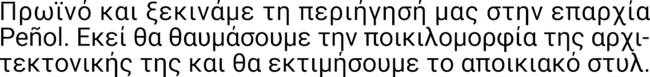 Πρωϊνό και ξεκινάμε τη περιήγησή μας στην επαρχία
Peñol. Εκεί θα θαυμάσουμε την ποικιλομορφία της αρχι-
τεκτονικής της και θα εκτιμήσουμε το αποικιακό στυλ.